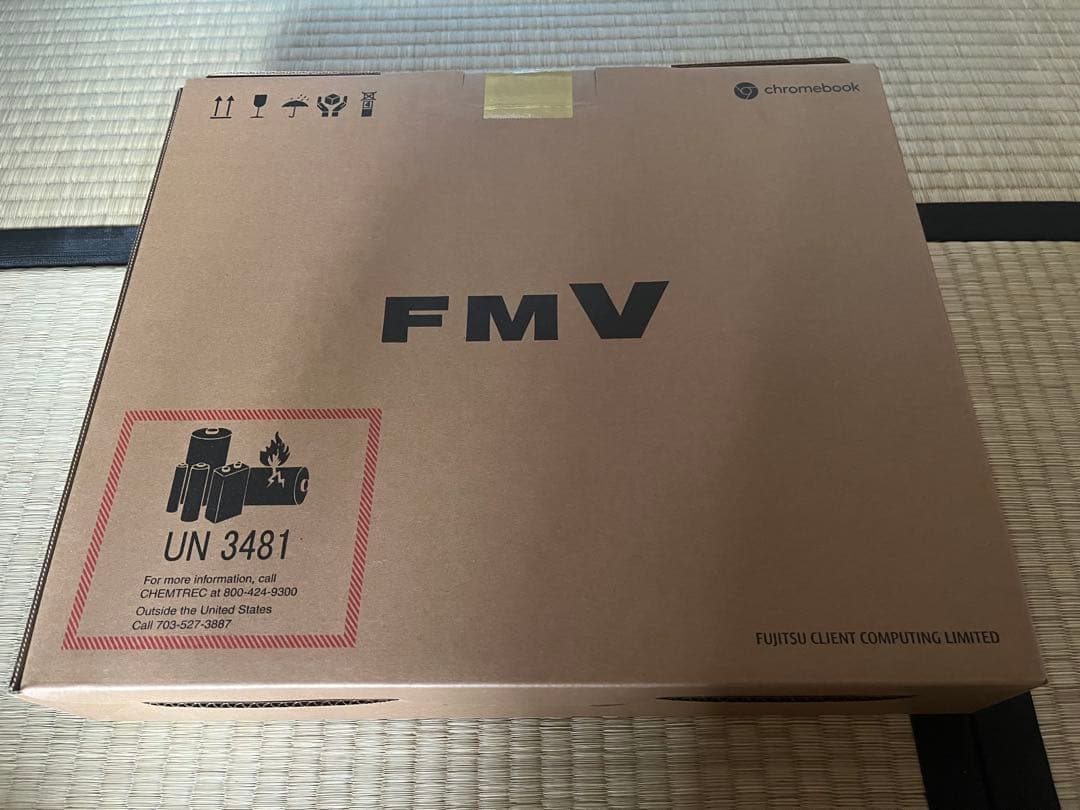 chromebook
4
FMV
UN 3481
For more information, call
CHEMTREC at 800-424-9300
Outside the United States
Call 703-527-3887
FUJITSU CLIENT COMPUTING LIMITED